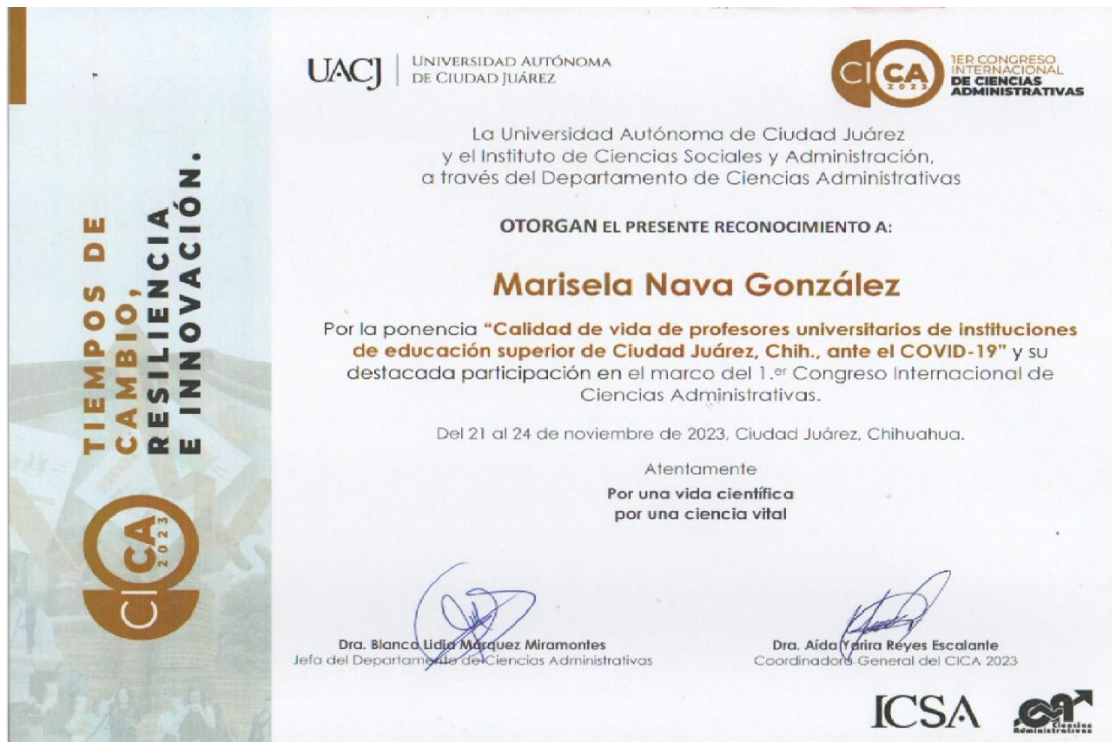 UACJ
UNIVERSIDAD AUTÓNOMA
DE CIUDAD JUÁREZ
CICA
2023
1ER CONGRESO
INTERNACIONAL
DE CIENCIAS
ADMINISTRATIVAS
La Universidad Autónoma de Ciudad Juárez
y el Instituto de Ciencias Sociales y Administración,
a través del Departamento de Ciencias Administrativas
OTORGAN EL PRESENTE RECONOCIMIENTO A:
Marisela Nava González
Por la ponencia “Calidad de vida de profesores universitarios de instituciones
de educación superior de Ciudad Juárez, Chih., ante el COVID-19” y su
destacada participación en el marco del 1.er Congreso Internacional de
Ciencias Administrativas.
Del 21 al 24 de noviembre de 2023, Ciudad Juárez, Chihuahua.
Atentamente
Por una vida científica
por una ciencia vital
Dra. Blanca Lidia Márquez Miramontes
Jefa del Departamento de Ciencias Administrativas
Dra. Aída Yarira Reyes Escalante
Coordinadora General del CICA 2023
ICSA
CA
Ciencias
Administrativas
TIEMPOS DE
CAMBIO,
RESILIENCIA
E INNOVACIÓN.
CICA
2023